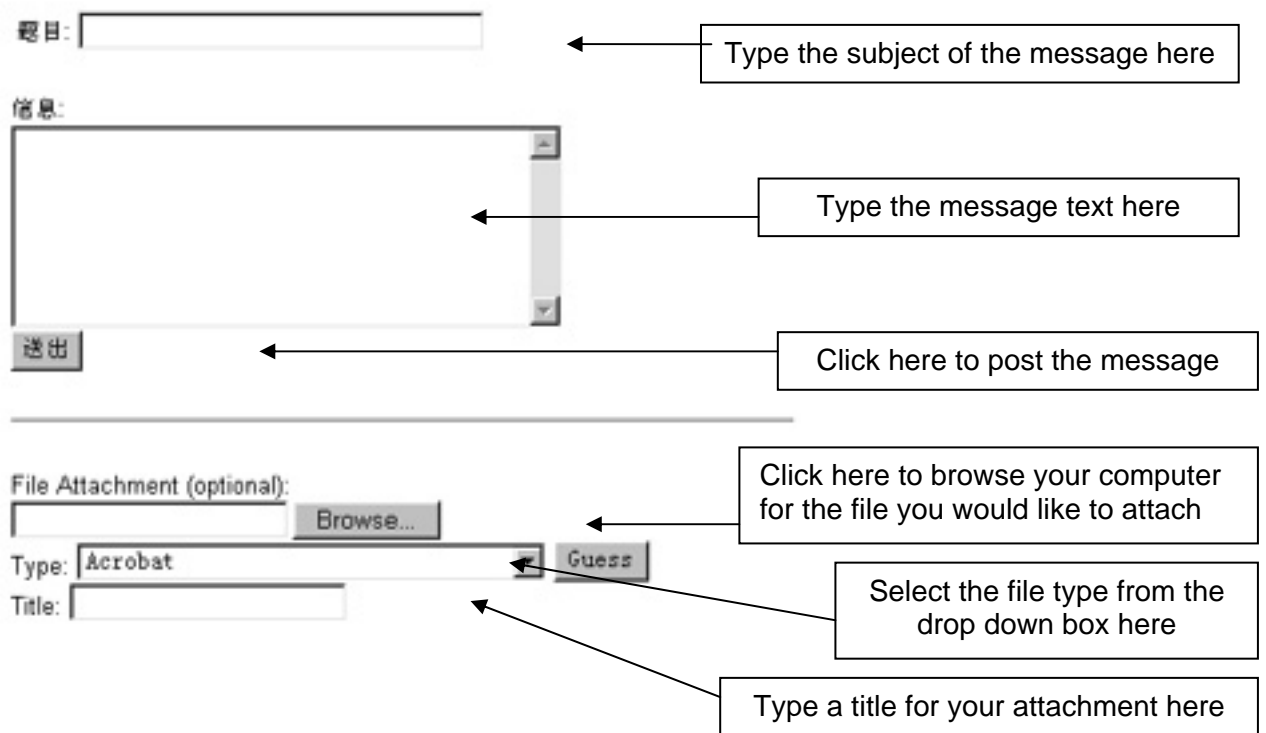 题目:
Type the subject of the message here
信息:
Type the message text here
送出
Click here to post the message
File Attachment (optional):
Browse...
Click here to browse your computer
for the file you would like to attach
Type: Acrobat Guess
Select the file type from the
drop down box here
Title:
Type a title for your attachment here